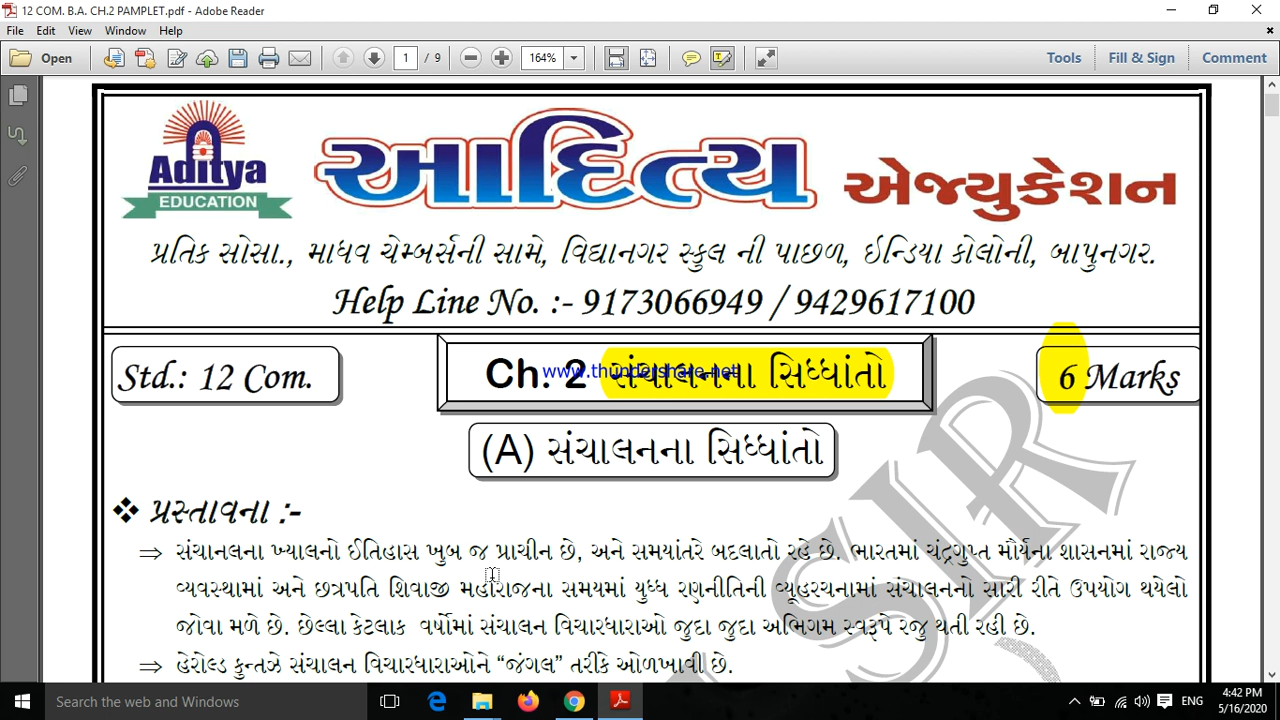 12 COM. B.A. CH.2 PAMPLET.pdf - Adobe Reader
File Edit View Window Help
Open 1 / 9 164% Tools Fill & Sign Comment
Aditya
EDUCATION
આદિત્ય એજ્યુકેશન
પ્રતિક સોસા., માધવ ચેમ્બર્સની સામે, વિદ્યાનગર સ્કુલ ની પાછળ, ઇન્ડિયા કોલોની, બાપુનગર.
Help Line No. :- 9173066949 / 9429617100
Std.: 12 Com. Ch. 2 સંચાલનના સિધ્ધાંતો 6 Marks
www.thundershare.net
(A) સંચાલનના સિધ્ધાંતો
❖ પ્રસ્તાવના :-
⇒ સંચાનલના ખ્યાલનો ઈતિહાસ ખુબ જ પ્રાચીન છે, અને સમયાંતરે બદલાતો રહે છે. ભારતમાં ચંદ્રગુપ્ત મૌર્યના શાસનમાં રાજ્ય
વ્યવસ્થામાં અને છત્રપતિ શિવાજી મહારાજના સમયમાં યુધ્ધ રણનીતિની વ્યૂહરચનામાં સંચાલનનો સારી રીતે ઉપયોગ થયેલો
જોવા મળે છે. છેલ્લા કેટલાક વર્ષોમાં સંચાલન વિચારધારાઓ જુદા જુદા અભિગમ સ્વરૂપે રજુ થતી રહી છે.
⇒ હેરોલ્ડ કુન્તઝે સંચાલન વિચારધારાઓને “જંગલ” તરીકે ઓળખાવી છે.
SIR
Search the web and Windows
ENG
4:42 PM
5/16/2020